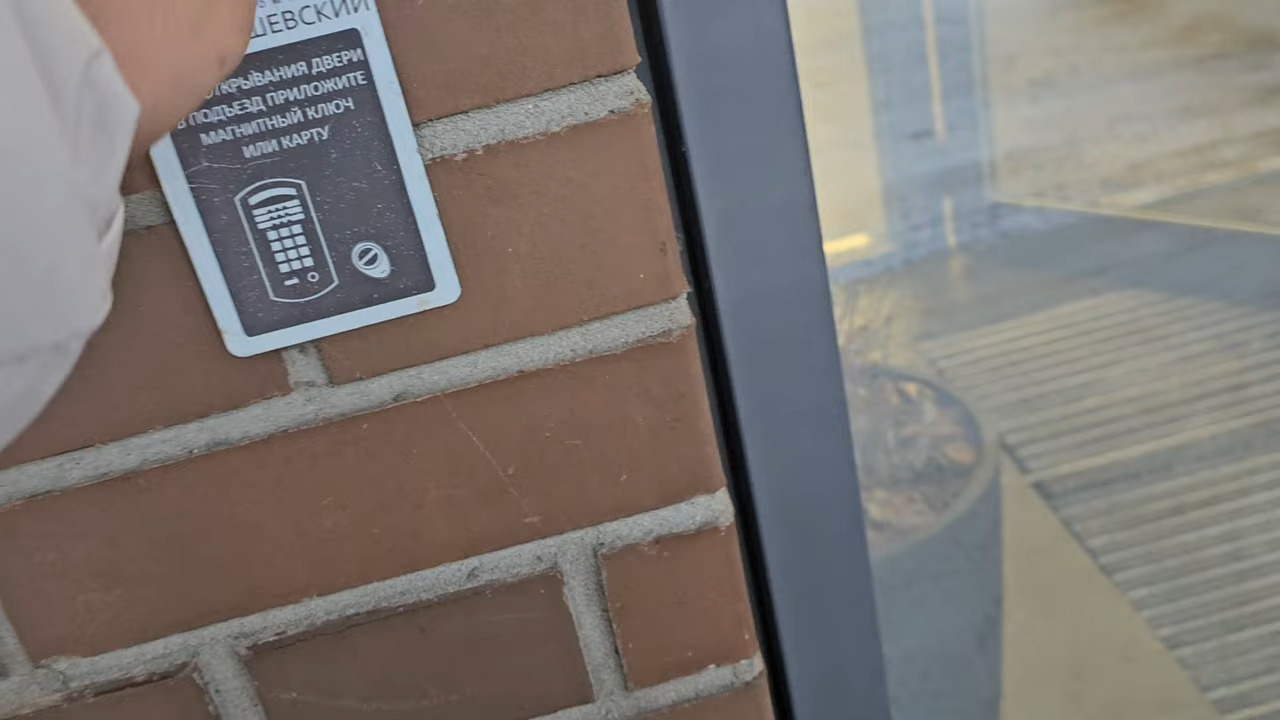 ШЕВСКИЙ
ОТКРЫВАНИЯ ДВЕРИ
В ПОДЪЕЗД ПРИЛОЖИТЕ
МАГНИТНЫЙ КЛЮЧ
ИЛИ КАРТУ